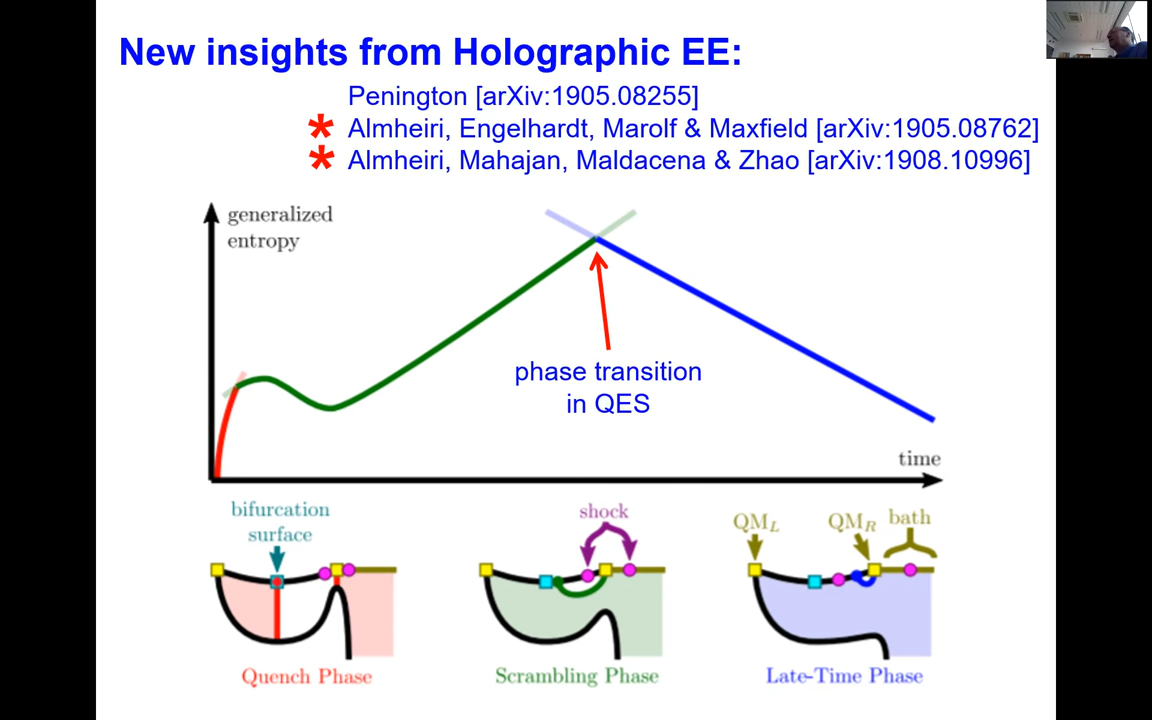 New insights from Holographic EE:
Penington [arXiv:1905.08255]
* Almheiri, Engelhardt, Marolf & Maxfield [arXiv:1905.08762]
* Almheiri, Mahajan, Maldacena & Zhao [arXiv:1908.10996]
generalized
entropy
phase transition
in QES
time
bifurcation
surface
shock
QM_L QM_R bath
Quench Phase Scrambling Phase Late-Time Phase